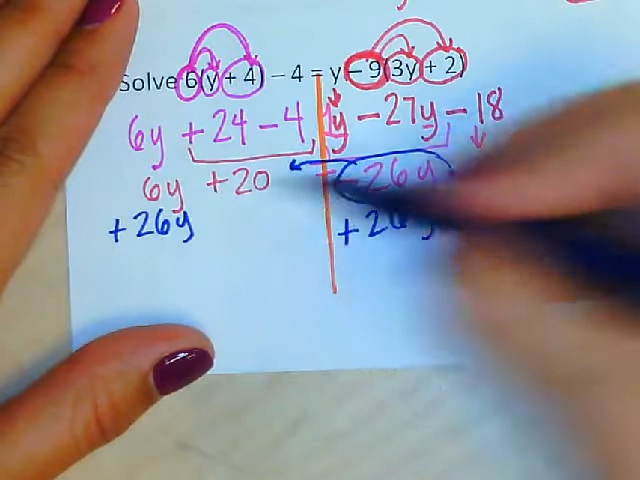 Solve 6(y + 4) − 4 = y − 9(3y + 2)
6y + 24 − 4 1y − 27y − 18
6y + 20 = −26y
+ 26y + 26y